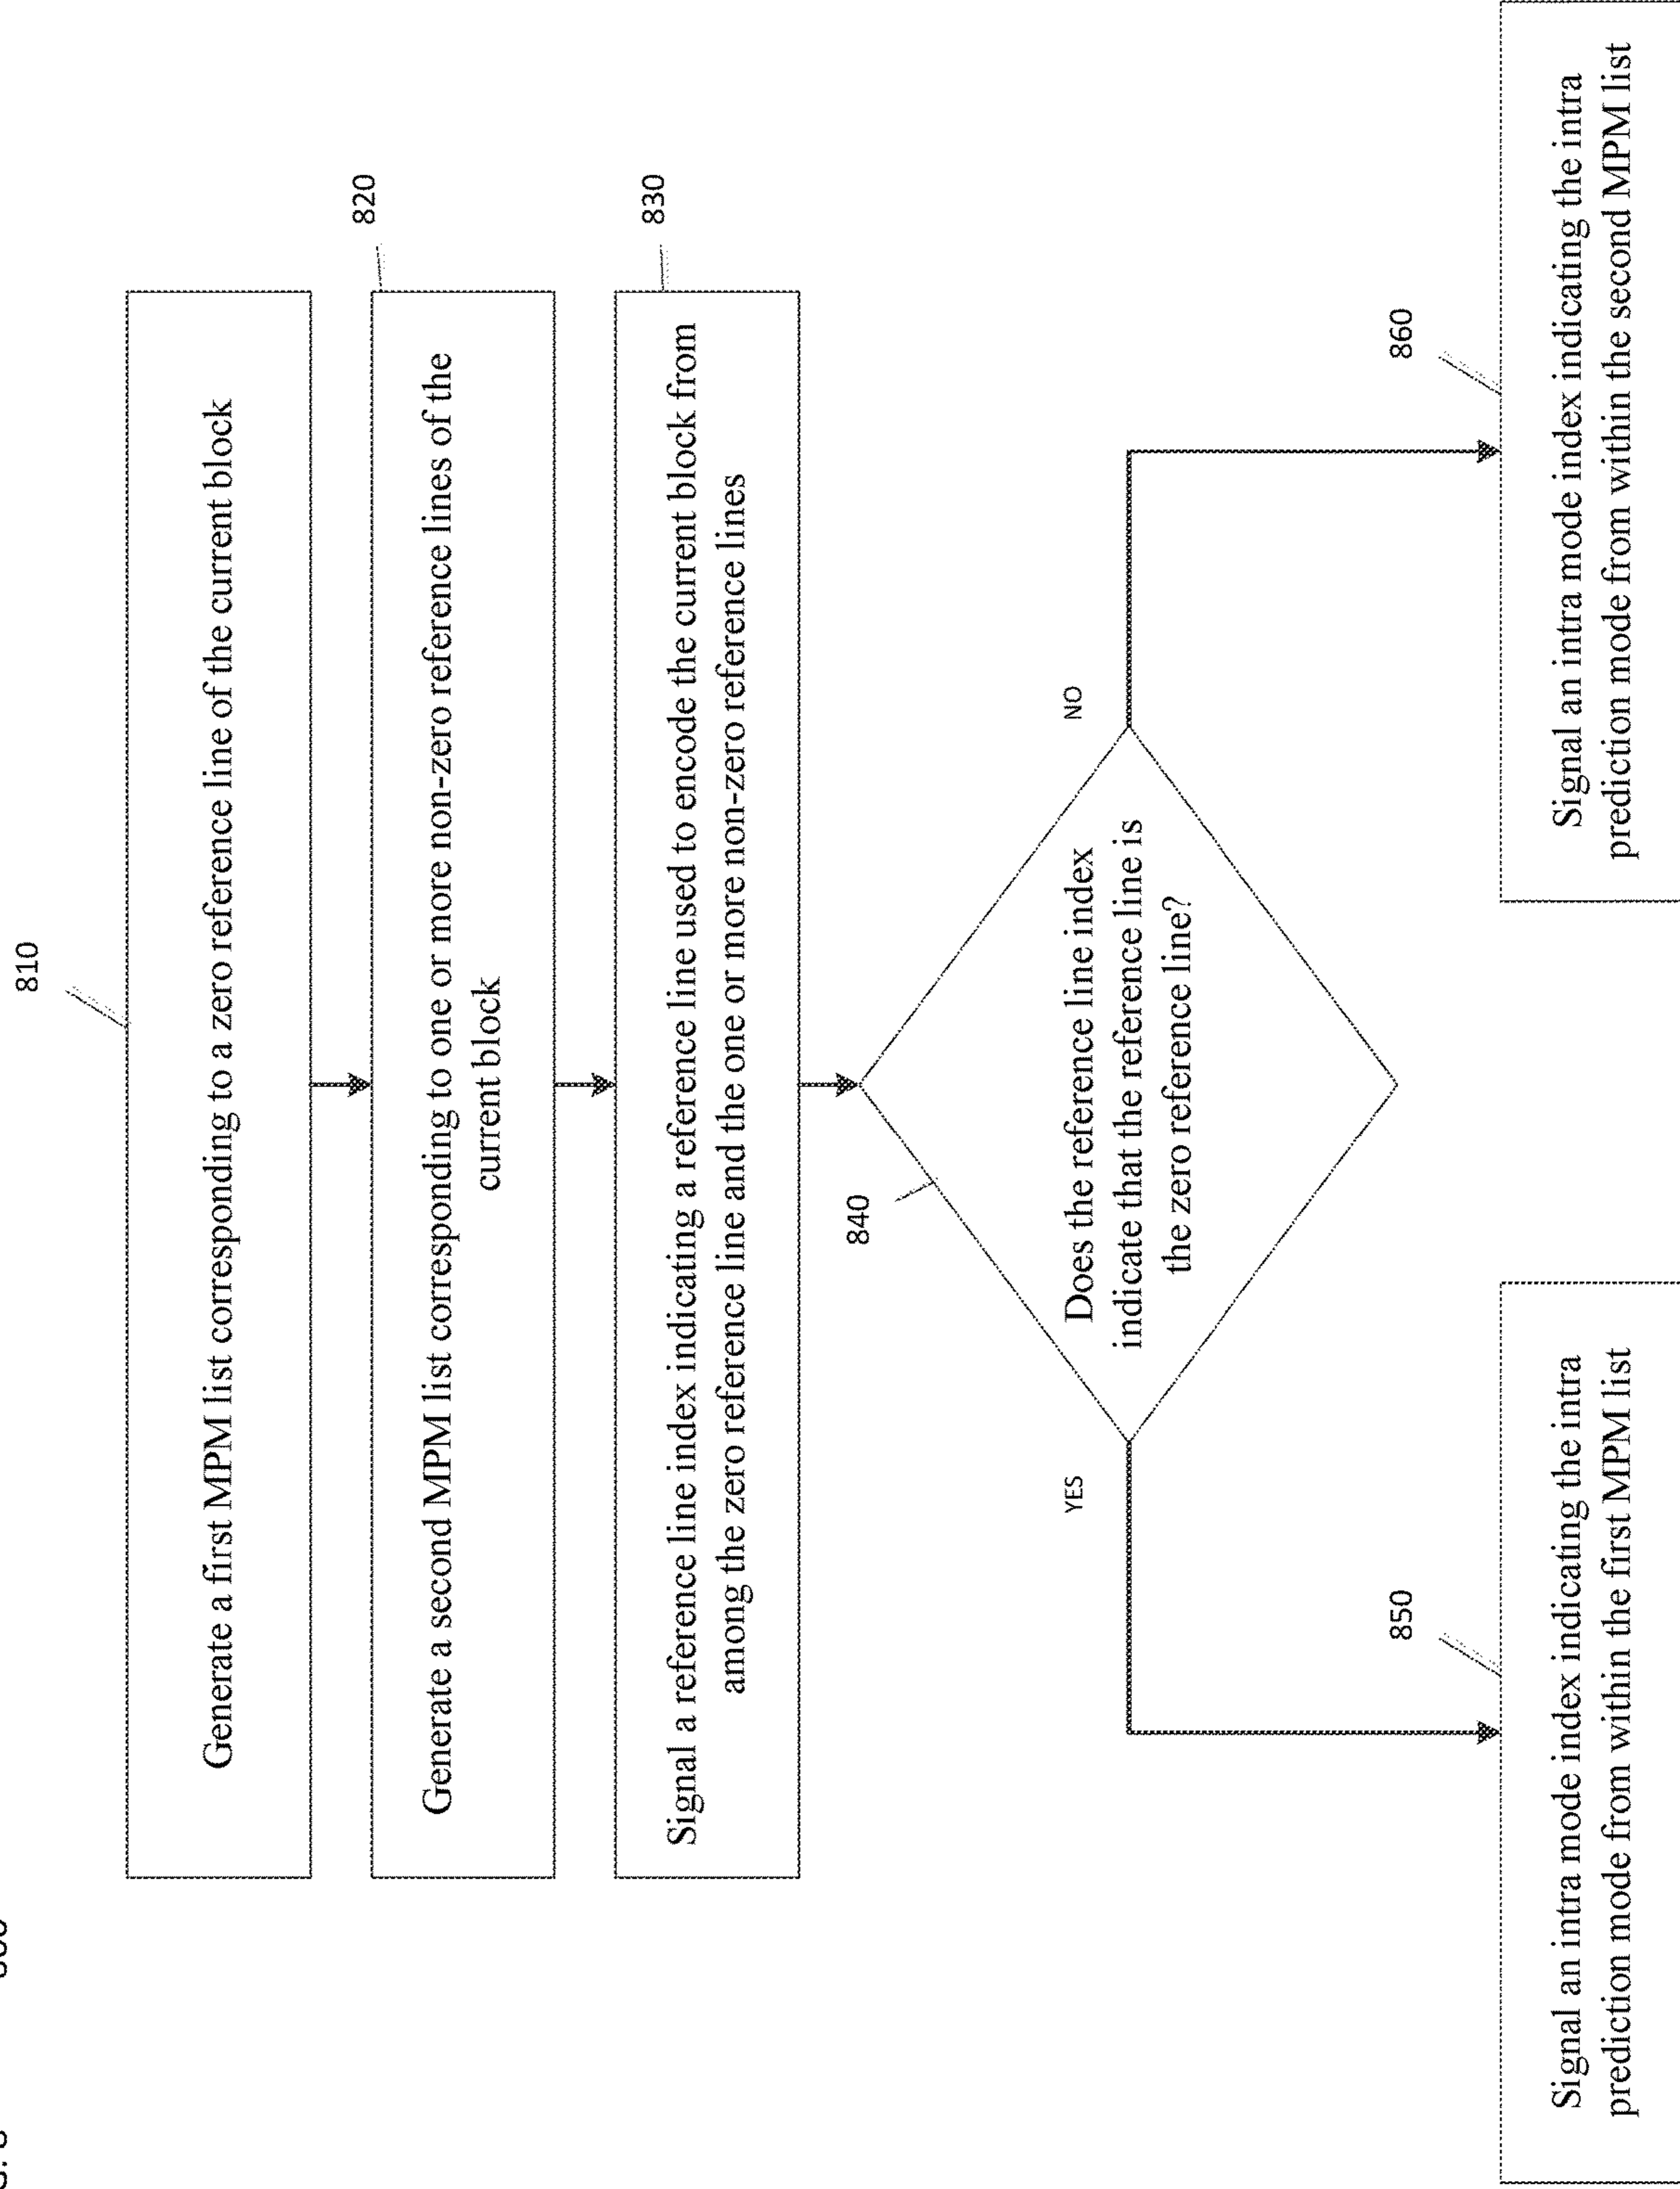 810
Generate a first MPM list corresponding to a zero reference line of the current block
820
Generate a second MPM list corresponding to one or more non-zero reference lines of the
current block
830
Signal a reference line index indicating a reference line used to encode the current block from
among the zero reference line and the one or more non-zero reference lines
840
Does the reference line index
indicate that the reference line is
the zero reference line?
YES
NO
850
Signal an intra mode index indicating the intra
prediction mode from within the first MPM list
860
Signal an intra mode index indicating the intra
prediction mode from within the second MPM list